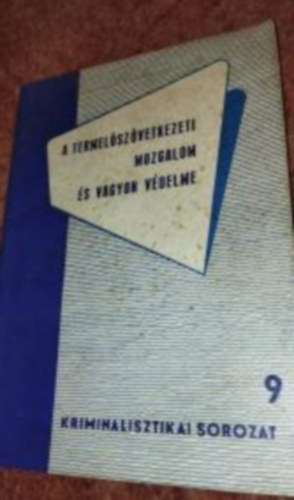 A TERMELŐSZÖVETKEZETI
MOZGALOM
ÉS VAGYON VÉDELME
9
KRIMINALISZTIKAI SOROZAT